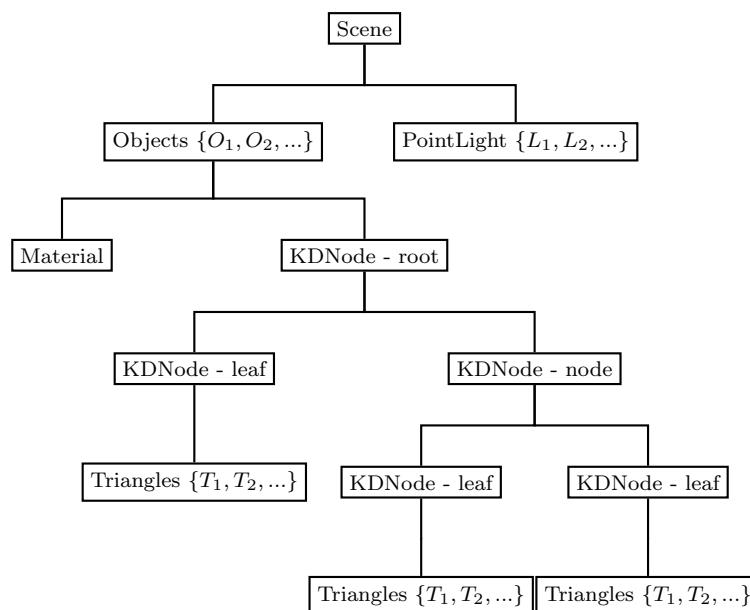 Scene
Objects {O₁, O₂, ...}
PointLight {L₁, L₂, ...}
Material
KDNode - root
KDNode - leaf
KDNode - node
Triangles {T₁, T₂, ...}
KDNode - leaf
KDNode - leaf
Triangles {T₁, T₂, ...}
Triangles {T₁, T₂, ...}